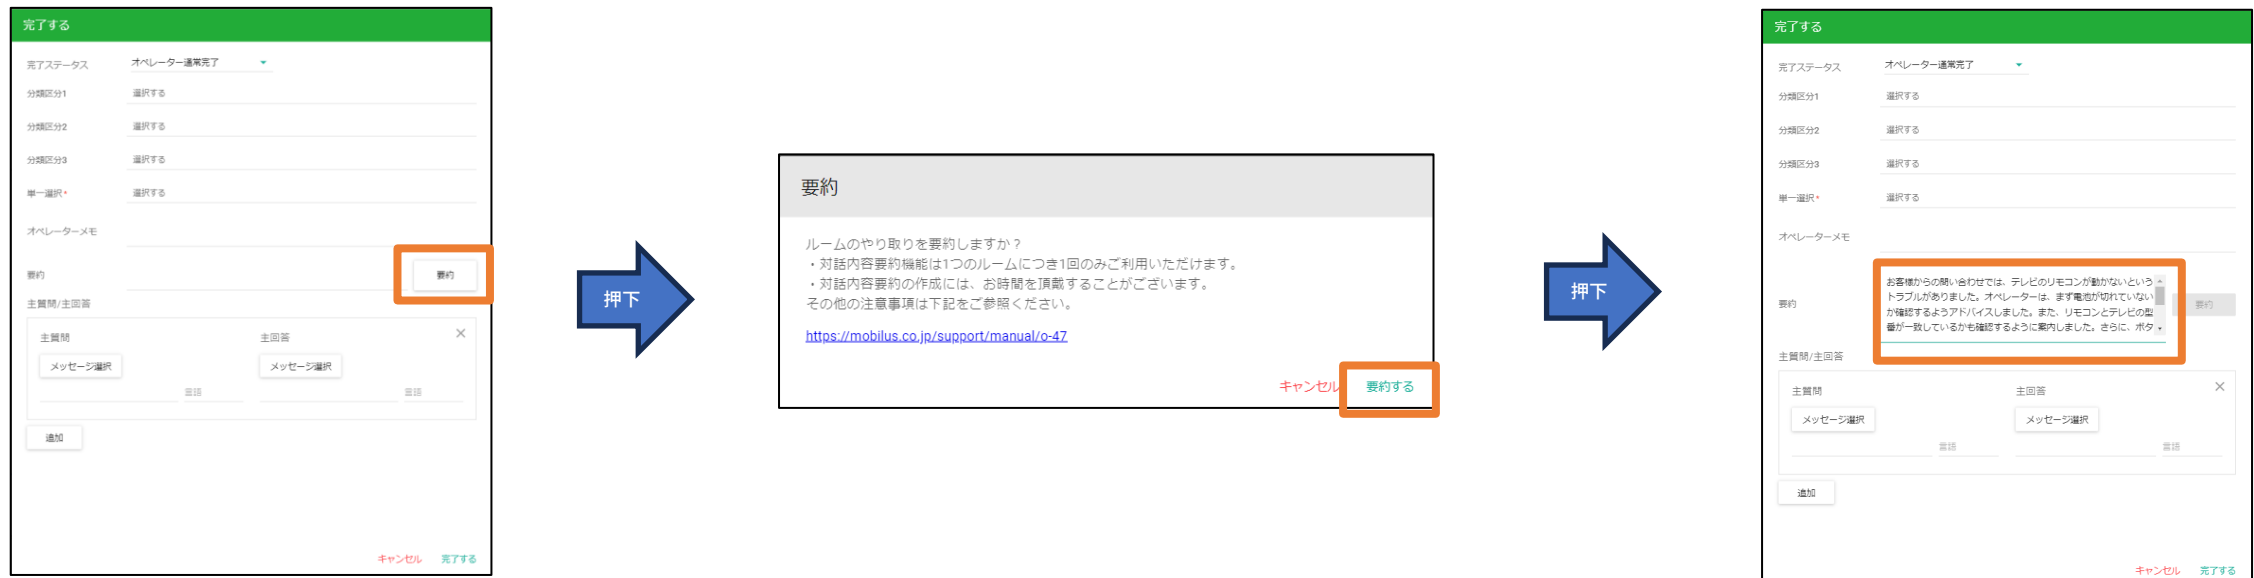 完了する
完了ステータス オペレーター通常完了
分類区分1 選択する
分類区分2 選択する
分類区分3 選択する
単一選択* 選択する
オペレーターメモ
要約 要約
主質問/主回答
主質問 主回答 ×
メッセージ選択 メッセージ選択
言語 言語
追加
キャンセル 完了する
押下
要約
ルームのやり取りを要約しますか？
・対話内容要約機能は1つのルームにつき1回のみご利用いただけます。
・対話内容要約の作成には、お時間を頂戴することがございます。
その他の注意事項は下記をご参照ください。
https://mobilus.co.jp/support/manual/o-47
キャンセル 要約する
押下
完了する
完了ステータス オペレーター通常完了
分類区分1 選択する
分類区分2 選択する
分類区分3 選択する
単一選択* 選択する
オペレーターメモ
お客様からの問い合わせでは、テレビのリモコンが動かないという
トラブルがありました。オペレーターは、まず電池が切れていない
か確認するようアドバイスしました。また、リモコンとテレビの型
番が一致しているかも確認するように案内しました。さらに、ボタ
要約 要約
主質問/主回答
主質問 主回答 ×
メッセージ選択 メッセージ選択
言語 言語
追加
キャンセル 完了する